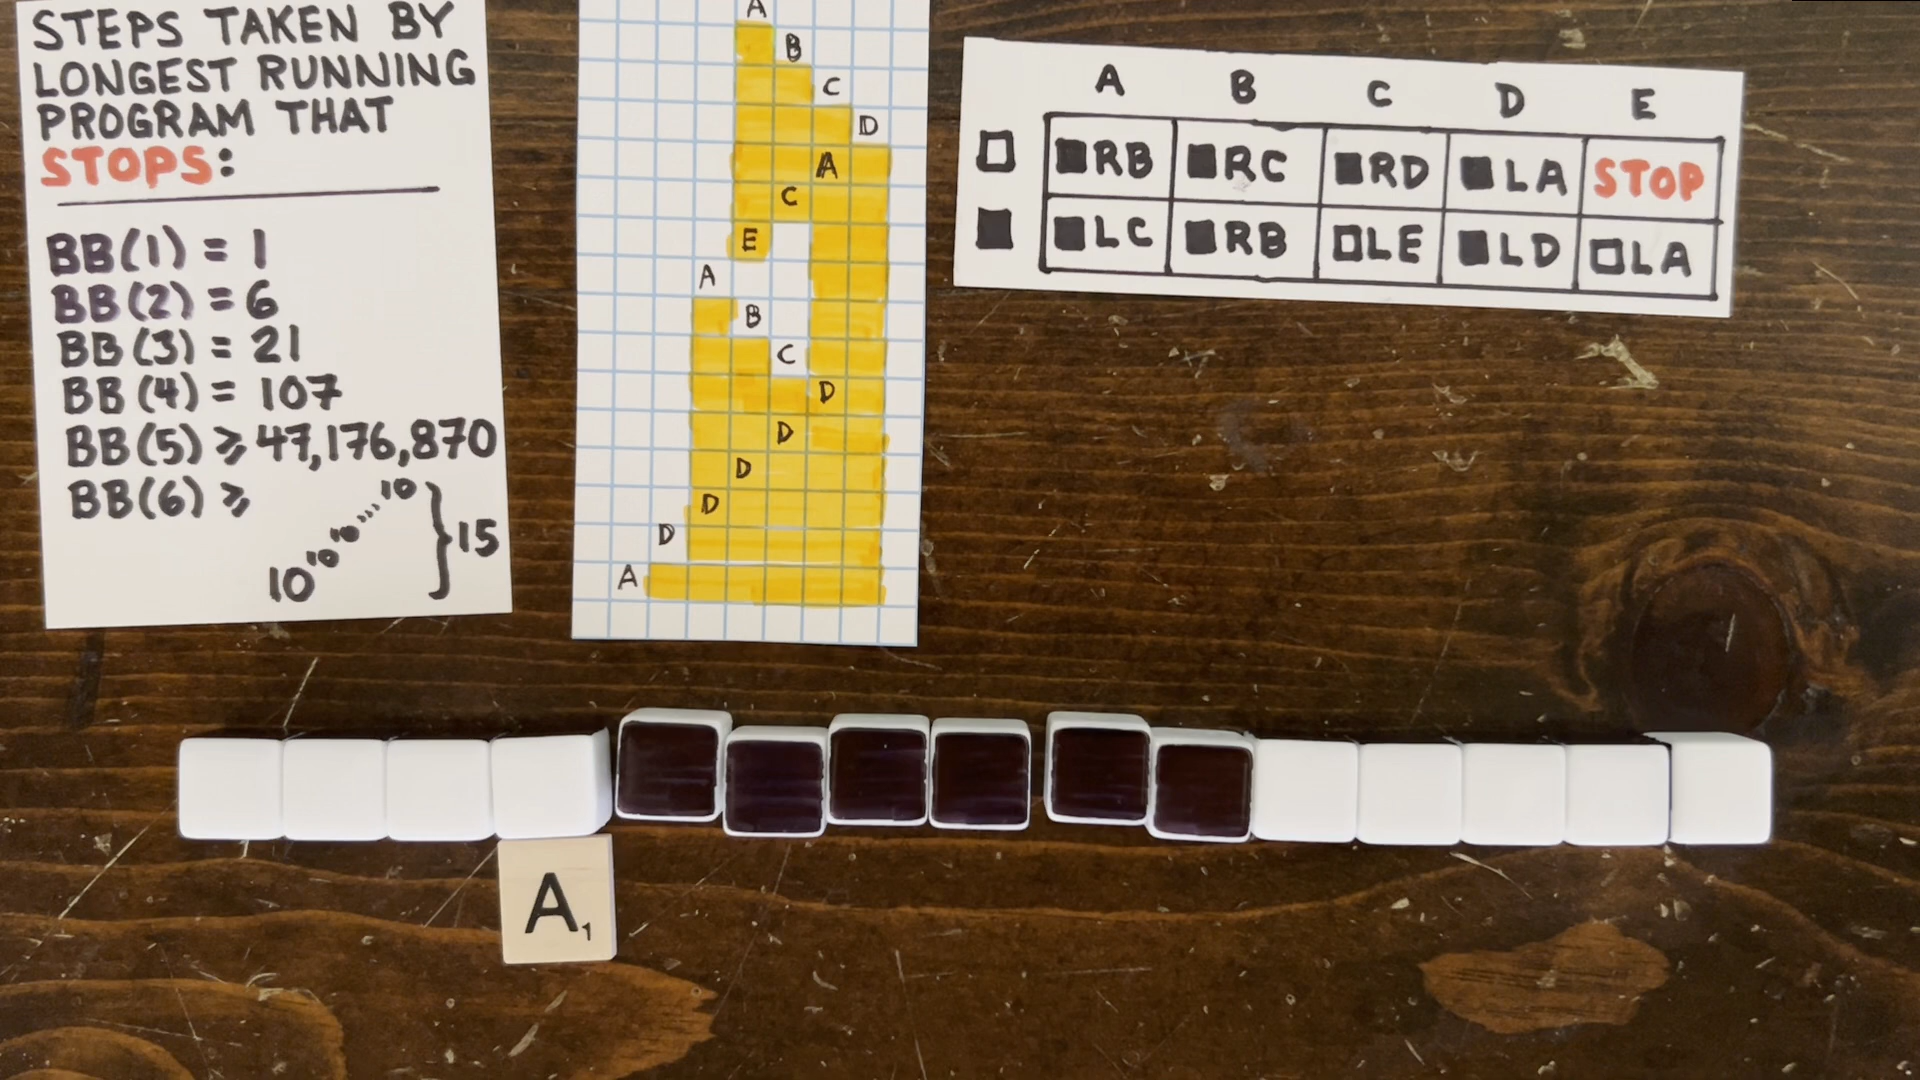 STEPS TAKEN BY
LONGEST RUNNING
PROGRAM THAT
STOPS:
BB(1) = 1
BB(2) = 6
BB(3) = 21
BB(4) = 107
BB(5) ≥ 47,176,870
BB(6) ≥
10^10^10^...^10 } 15
A
B
C
D
A
C
E
A
B
C
D
D
D
D
D
A
A B C D E
□ ■RB ■RC ■RD ■LA STOP
■ ■LC ■RB □LE ■LD □LA
A1